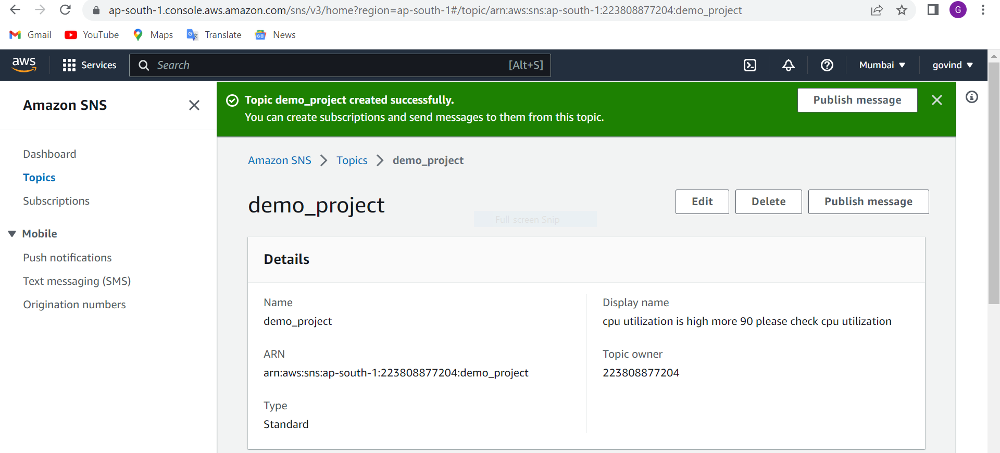 ap-south-1.console.aws.amazon.com/sns/v3/home?region=ap-south-1#/topic/arn:aws:sns:ap-south-1:223808877204:demo_project
G
Gmail YouTube Maps Translate News
aws Services Search [Alt+S] Mumbai govind
Amazon SNS
Dashboard
Topics
Subscriptions
Mobile
Push notifications
Text messaging (SMS)
Origination numbers
Topic demo_project created successfully.
You can create subscriptions and send messages to them from this topic.
Publish message
Amazon SNS Topics demo_project
demo_project
Edit Delete Publish message
Full-screen Snip
Details
Name
demo_project
ARN
arn:aws:sns:ap-south-1:223808877204:demo_project
Type
Standard
Display name
cpu utilization is high more 90 please check cpu utilization
Topic owner
223808877204